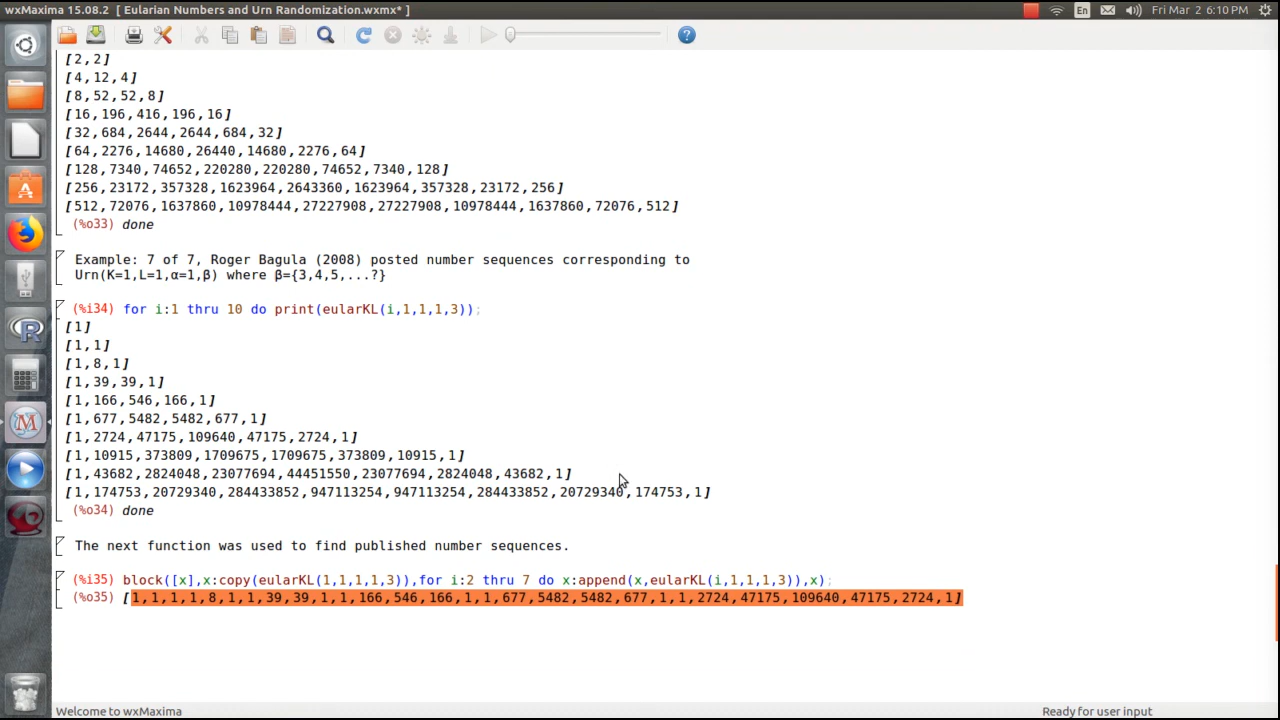 wxMaxima 15.08.2 [ Eularian Numbers and Urn Randomization.wxmx* ]
En
Fri Mar 2 6:10 PM
[2,2]
[4,12,4]
[8,52,52,8]
[16,196,416,196,16]
[32,684,2644,2644,684,32]
[64,2276,14680,26440,14680,2276,64]
[128,7340,74652,220280,220280,74652,7340,128]
[256,23172,357328,1623964,2643360,1623964,357328,23172,256]
[512,72076,1637860,10978444,27227908,27227908,10978444,1637860,72076,512]
(%o33) done
Example: 7 of 7, Roger Bagula (2008) posted number sequences corresponding to
Urn(K=1,L=1,α=1,β) where β={3,4,5,...?}
(%i34) for i:1 thru 10 do print(eularKL(i,1,1,1,3));
[1]
[1,1]
[1,8,1]
[1,39,39,1]
[1,166,546,166,1]
[1,677,5482,5482,677,1]
[1,2724,47175,109640,47175,2724,1]
[1,10915,373809,1709675,1709675,373809,10915,1]
[1,43682,2824048,23077694,44451550,23077694,2824048,43682,1]
[1,174753,20729340,284433852,947113254,947113254,284433852,20729340,174753,1]
(%o34) done
The next function was used to find published number sequences.
(%i35) block([x],x:copy(eularKL(1,1,1,1,3)),for i:2 thru 7 do x:append(x,eularKL(i,1,1,1,3)),x);
(%o35) [1,1,1,1,8,1,1,39,39,1,1,166,546,166,1,1,677,5482,5482,677,1,1,2724,47175,109640,47175,2724,1]
Welcome to wxMaxima
Ready for user input